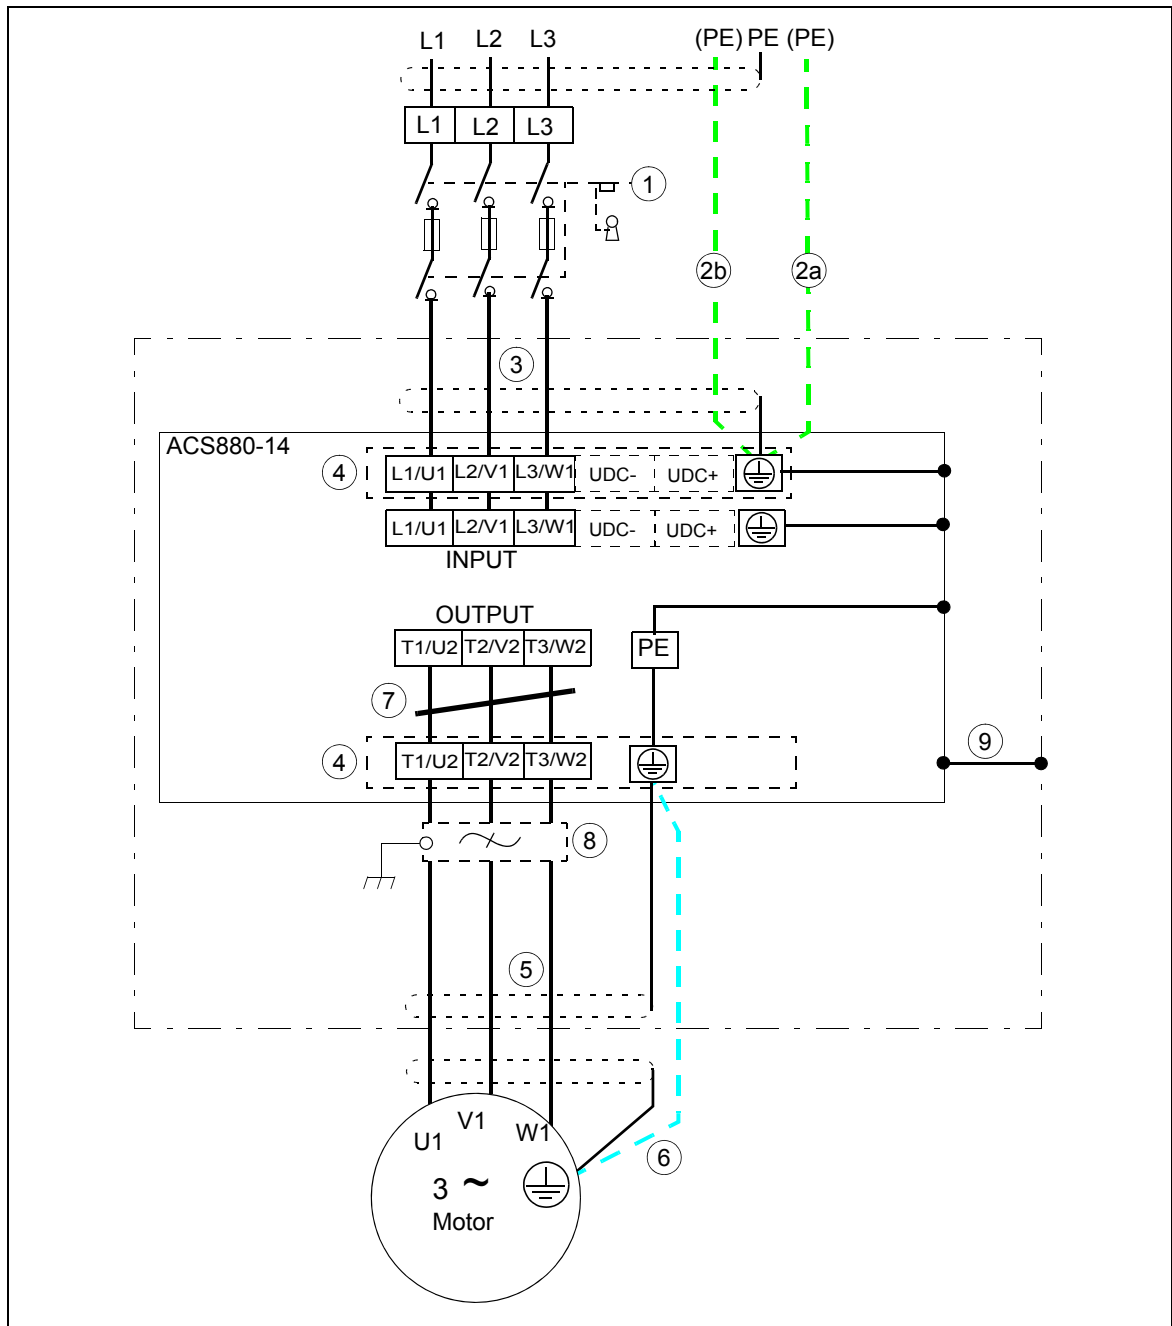 L1 L2 L3 (PE) PE (PE)
L1 L2 L3
1
2b 2a
3
ACS880-14
4 L1/U1 L2/V1 L3/W1 UDC- UDC+
L1/U1 L2/V1 L3/W1 UDC- UDC+
INPUT
OUTPUT
T1/U2 T2/V2 T3/W2 PE
7
9
4 T1/U2 T2/V2 T3/W2
8
5
V1
U1 W1
6
3 ~
Motor